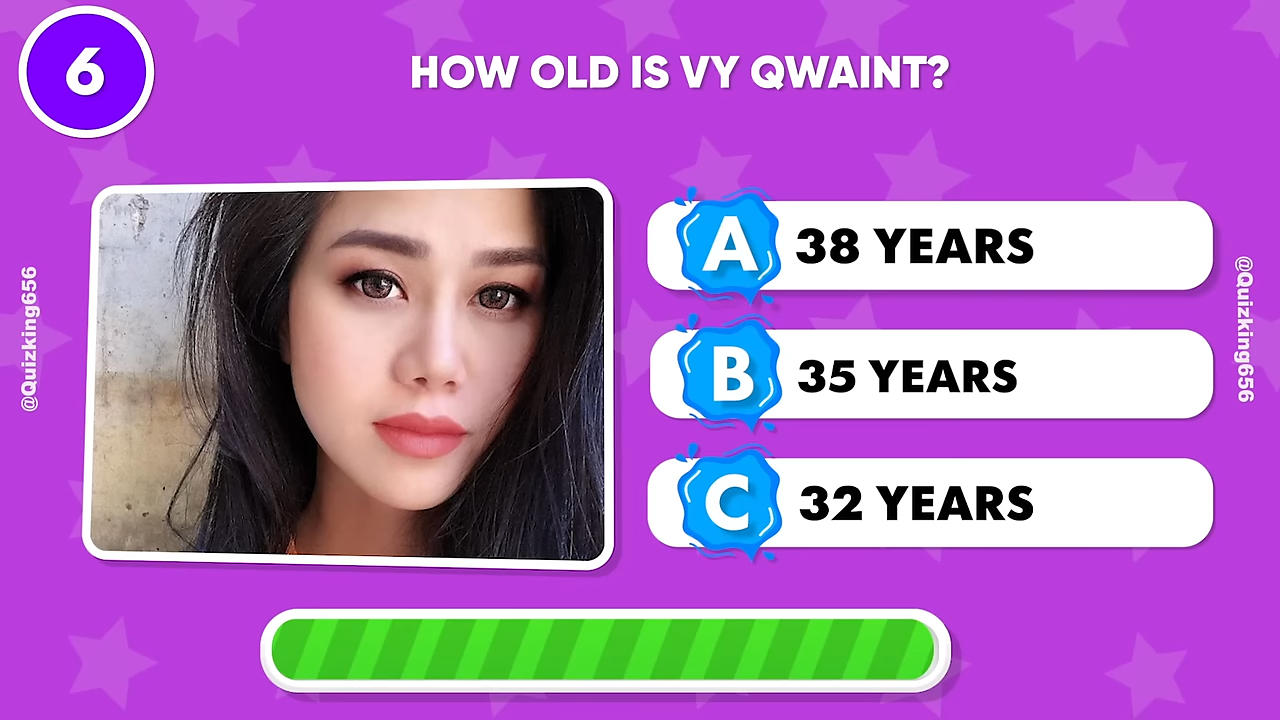 6
HOW OLD IS VY QWAINT?
A 38 YEARS
B 35 YEARS
C 32 YEARS
@Quizking656
@Quizking656